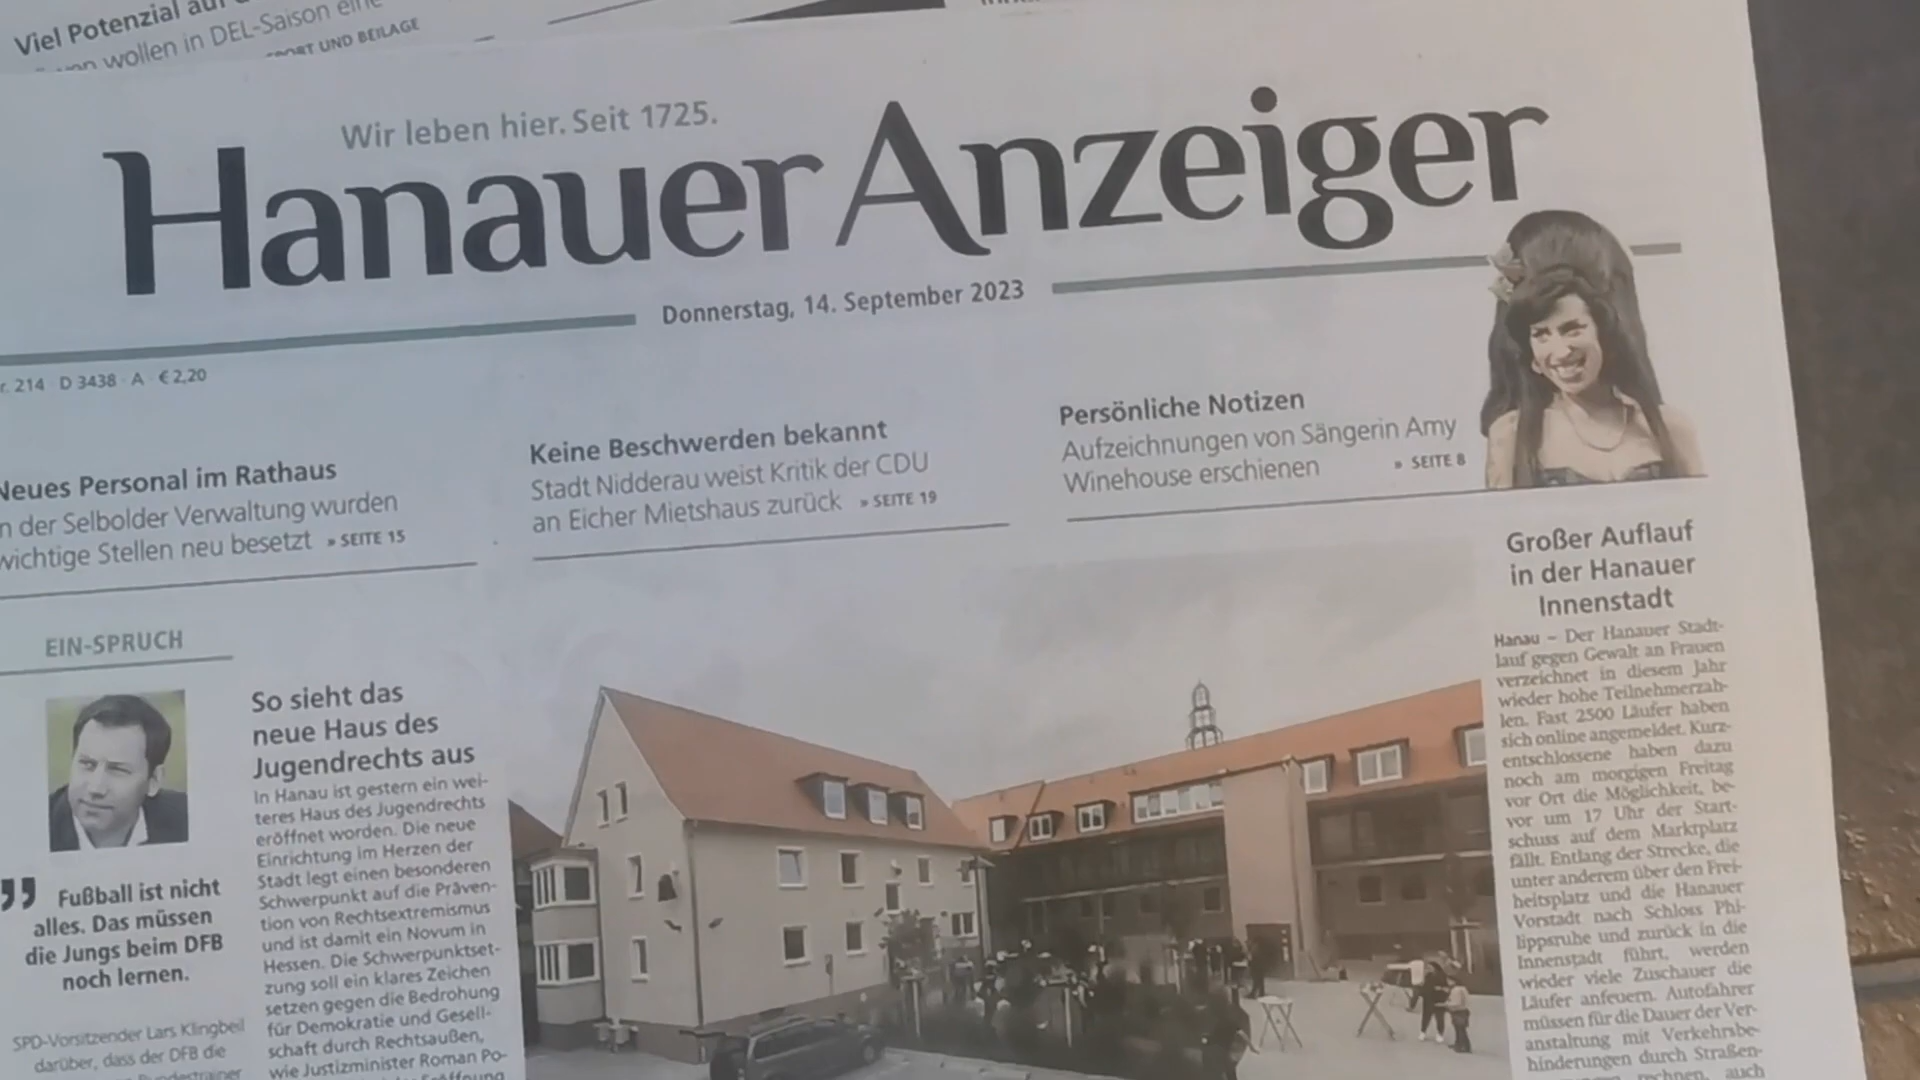 Viel Potenzial auf
wollen in DEL-Saison eine
SPORT UND BEILAGE
Wir leben hier. Seit 1725.
Hanauer Anzeiger
Donnerstag, 14. September 2023
r. 214 D 3438 A € 2,20
Neues Personal im Rathaus
n der Selbolder Verwaltung wurden
wichtige Stellen neu besetzt » SEITE 15
Keine Beschwerden bekannt
Stadt Nidderau weist Kritik der CDU
an Eicher Mietshaus zurück » SEITE 19
Persönliche Notizen
Aufzeichnungen von Sängerin Amy
Winehouse erschienen » SEITE 8
EIN-SPRUCH
Fußball ist nicht
alles. Das müssen
die Jungs beim DFB
noch lernen.
SPD-Vorsitzender Lars Klingbeil
darüber, dass der DFB die
Bundestrainer
So sieht das
neue Haus des
Jugendrechts aus
In Hanau ist gestern ein wei-
teres Haus des Jugendrechts
eröffnet worden. Die neue
Einrichtung im Herzen der
Stadt legt einen besonderen
Schwerpunkt auf die Präven-
tion von Rechtsextremismus
und ist damit ein Novum in
Hessen. Die Schwerpunktset-
zung soll ein klares Zeichen
setzen gegen die Bedrohung
für Demokratie und Gesell-
schaft durch Rechtsaußen,
wie Justizminister Roman Po-
Eröffnung
Großer Auflauf
in der Hanauer
Innenstadt
Hanau – Der Hanauer Stadt-
lauf gegen Gewalt an Frauen
verzeichnet in diesem Jahr
wieder hohe Teilnehmerzah-
len. Fast 2500 Läufer haben
sich online angemeldet. Kurz-
entschlossene haben dazu
noch am morgigen Freitag
vor Ort die Möglichkeit, be-
vor um 17 Uhr der Start-
schuss auf dem Marktplatz
fällt. Entlang der Strecke, die
unter anderem über den Frei-
heitsplatz und die Hanauer
Vorstadt nach Schloss Phi-
lippsruhe und zurück in die
Innenstadt führt, werden
wieder viele Zuschauer die
Läufer anfeuern. Autofahrer
müssen für die Dauer der Ver-
anstaltung mit Verkehrsbe-
hinderungen durch Straßen-
rechnen, auch